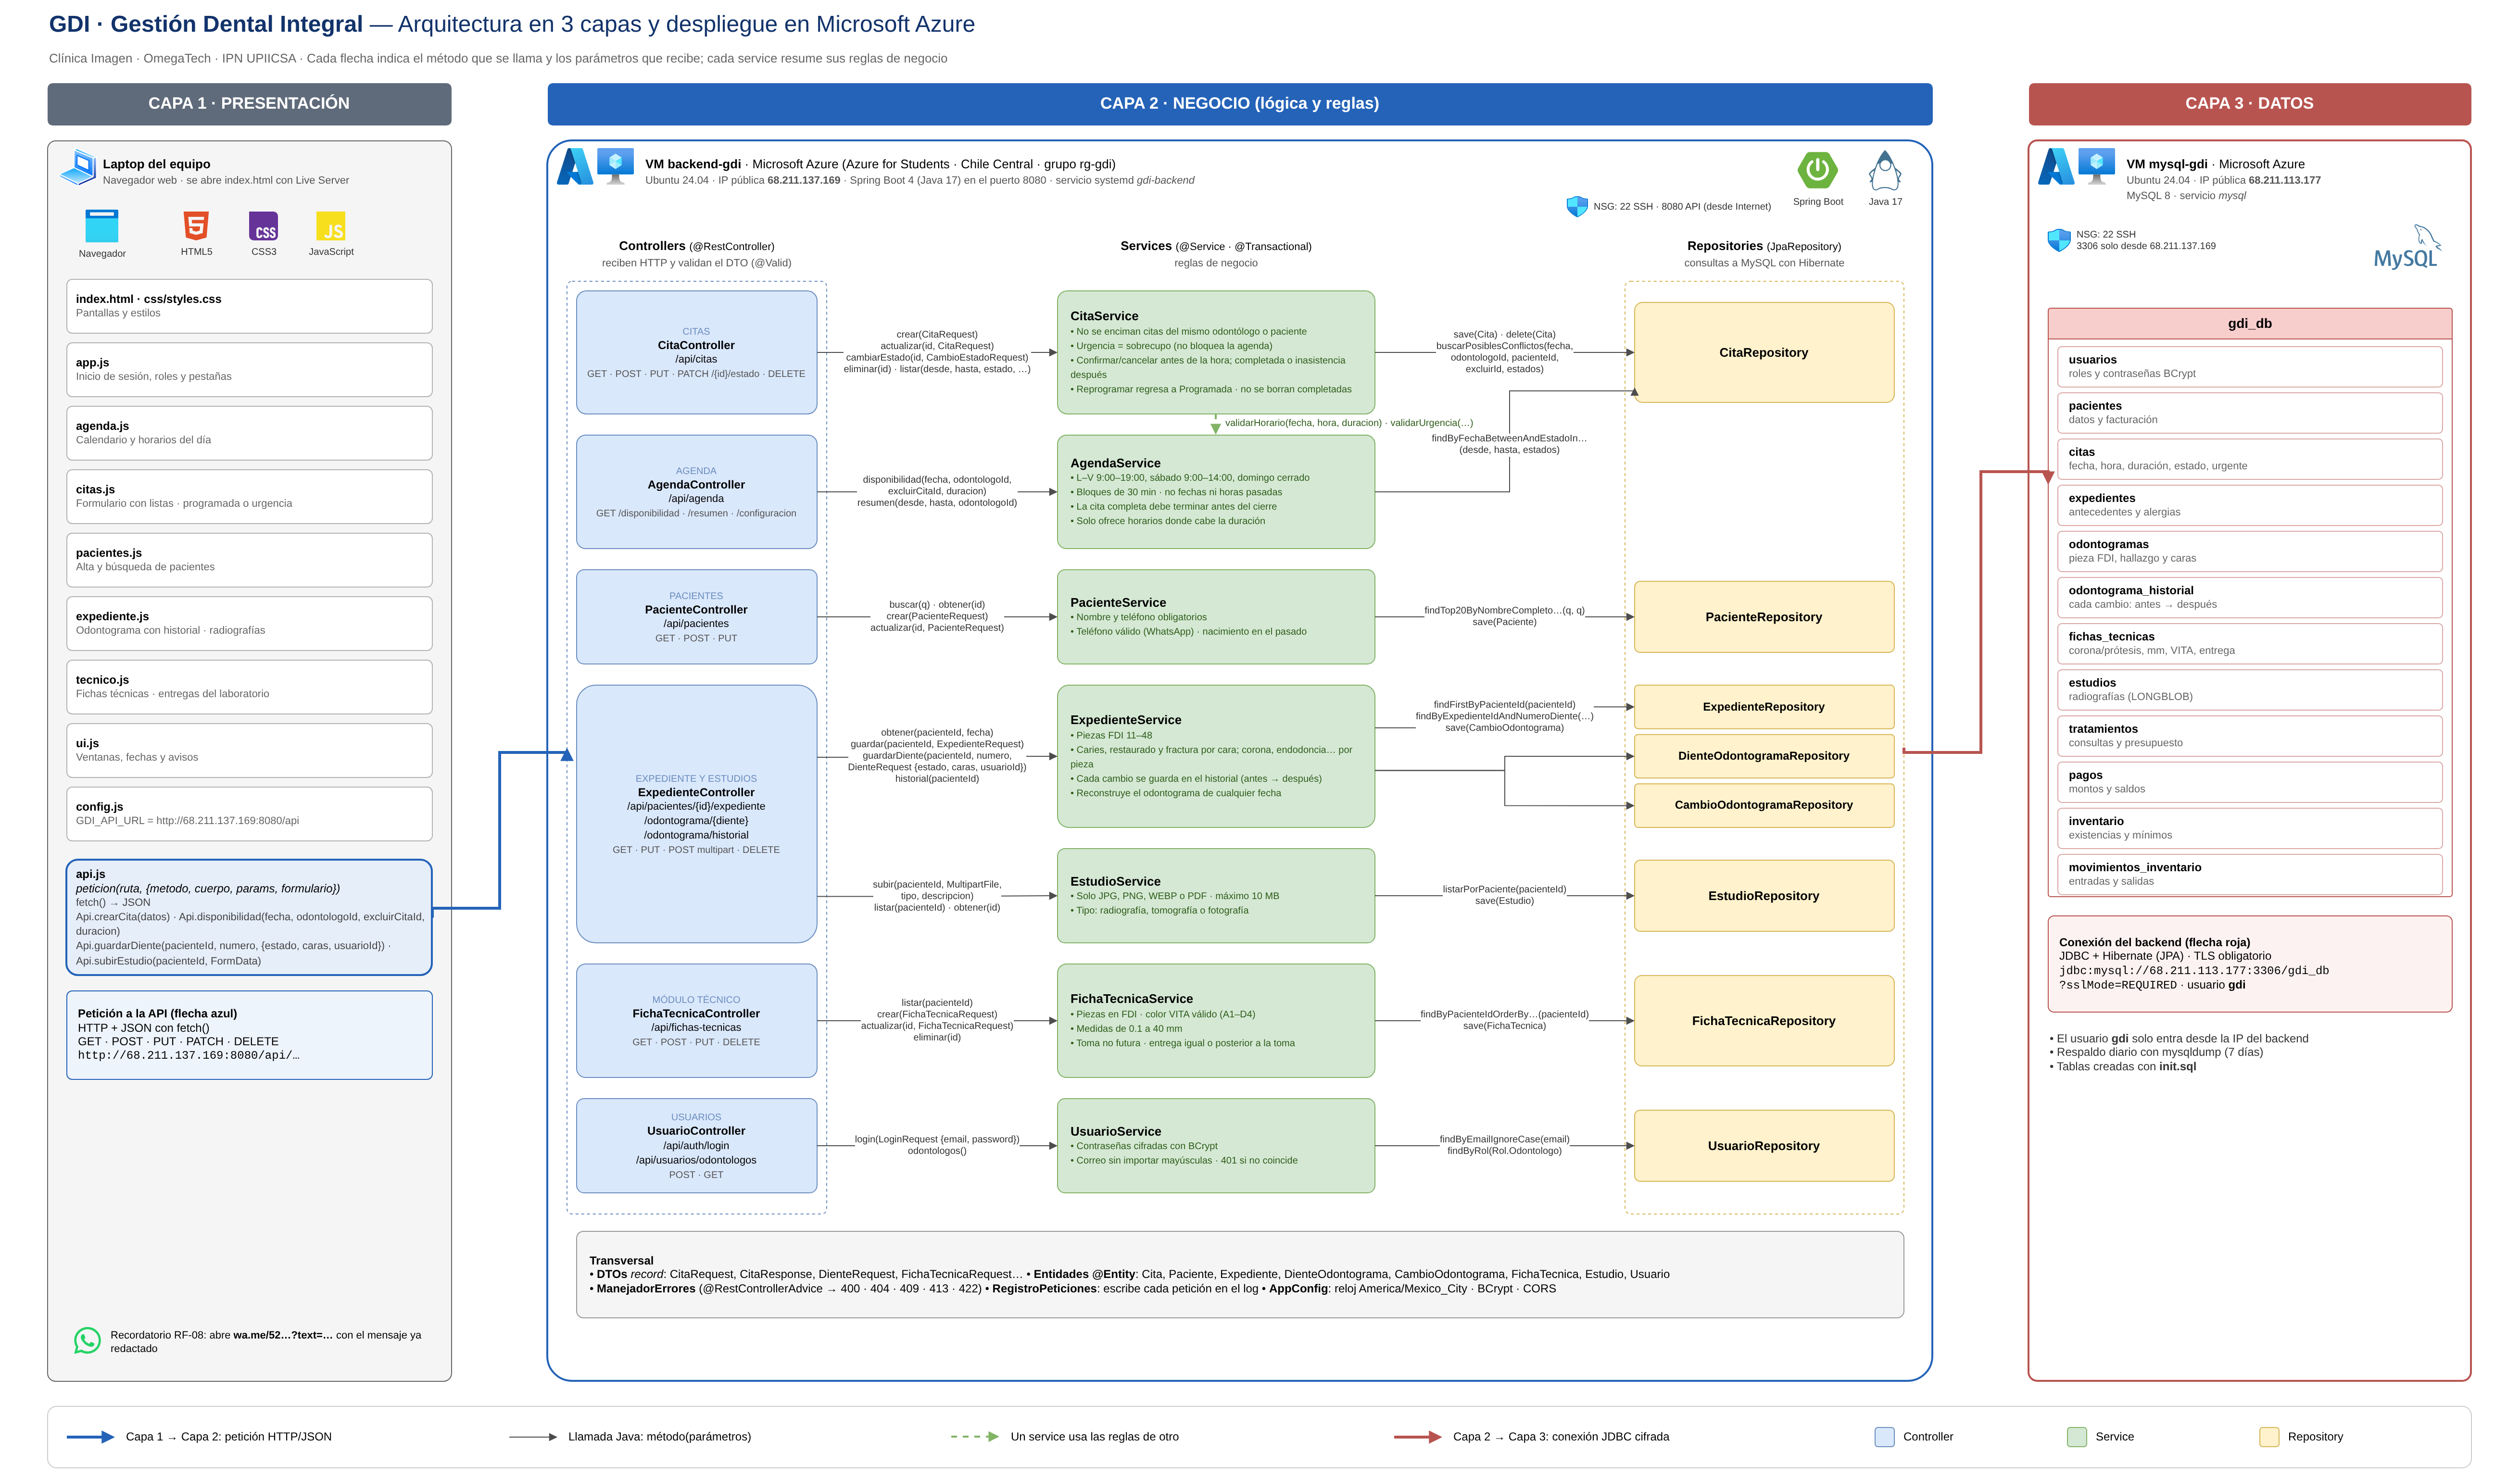 GDI · Gestión Dental Integral — Arquitectura en 3 capas y despliegue en Microsoft Azure
Clínica Imagen · OmegaTech · IPN UPIICSA · Cada flecha indica el método que se llama y los parámetros que recibe; cada service resume sus reglas de negocio
CAPA 1 · PRESENTACIÓN
Laptop del equipo
Navegador web · se abre index.html con Live Server
Navegador
HTML5
CSS3
JavaScript
index.html · css/styles.css
Pantallas y estilos
app.js
Inicio de sesión, roles y pestañas
agenda.js
Calendario y horarios del día
citas.js
Formulario con listas · programada o urgencia
pacientes.js
Alta y búsqueda de pacientes
expediente.js
Odontograma con historial · radiografías
tecnico.js
Fichas técnicas · entregas del laboratorio
ui.js
Ventanas, fechas y avisos
config.js
GDI_API_URL = http://68.211.137.169:8080/api
api.js
peticion(ruta, {metodo, cuerpo, params, formulario})
fetch() → JSON
Api.crearCita(datos) · Api.disponibilidad(fecha, odontologoId, excluirCitaId,
duracion)
Api.guardarDiente(pacienteId, numero, {estado, caras, usuarioId}) ·
Api.subirEstudio(pacienteId, FormData)
Petición a la API (flecha azul)
HTTP + JSON con fetch()
GET · POST · PUT · PATCH · DELETE
http://68.211.137.169:8080/api/…
Recordatorio RF-08: abre wa.me/52…?text=… con el mensaje ya
redactado
CAPA 2 · NEGOCIO (lógica y reglas)
VM backend-gdi · Microsoft Azure (Azure for Students · Chile Central · grupo rg-gdi)
Ubuntu 24.04 · IP pública 68.211.137.169 · Spring Boot 4 (Java 17) en el puerto 8080 · servicio systemd gdi-backend
NSG: 22 SSH · 8080 API (desde Internet)
Spring Boot
Java 17
Controllers (@RestController)
reciben HTTP y validan el DTO (@Valid)
Services (@Service · @Transactional)
reglas de negocio
Repositories (JpaRepository)
consultas a MySQL con Hibernate
CITAS
CitaController
/api/citas
GET · POST · PUT · PATCH /{id}/estado · DELETE
crear(CitaRequest)
actualizar(id, CitaRequest)
cambiarEstado(id, CambioEstadoRequest)
eliminar(id) · listar(desde, hasta, estado, …)
CitaService
• No se enciman citas del mismo odontólogo o paciente
• Urgencia = sobrecupo (no bloquea la agenda)
• Confirmar/cancelar antes de la hora; completada o inasistencia
después
• Reprogramar regresa a Programada · no se borran completadas
save(Cita) · delete(Cita)
buscarPosiblesConflictos(fecha,
odontologoId, pacienteId,
excluirId, estados)
CitaRepository
validarHorario(fecha, hora, duracion) · validarUrgencia(…)
findByFechaBetweenAndEstadoIn…
(desde, hasta, estados)
AGENDA
AgendaController
/api/agenda
GET /disponibilidad · /resumen · /configuracion
disponibilidad(fecha, odontologoId,
excluirCitaId, duracion)
resumen(desde, hasta, odontologoId)
AgendaService
• L–V 9:00–19:00, sábado 9:00–14:00, domingo cerrado
• Bloques de 30 min · no fechas ni horas pasadas
• La cita completa debe terminar antes del cierre
• Solo ofrece horarios donde cabe la duración
PACIENTES
PacienteController
/api/pacientes
GET · POST · PUT
buscar(q) · obtener(id)
crear(PacienteRequest)
actualizar(id, PacienteRequest)
PacienteService
• Nombre y teléfono obligatorios
• Teléfono válido (WhatsApp) · nacimiento en el pasado
findTop20ByNombreCompleto…(q, q)
save(Paciente)
PacienteRepository
EXPEDIENTE Y ESTUDIOS
ExpedienteController
/api/pacientes/{id}/expediente
/odontograma/{diente}
/odontograma/historial
GET · PUT · POST multipart · DELETE
obtener(pacienteId, fecha)
guardar(pacienteId, ExpedienteRequest)
guardarDiente(pacienteId, numero,
DienteRequest {estado, caras, usuarioId})
historial(pacienteId)
ExpedienteService
• Piezas FDI 11–48
• Caries, restaurado y fractura por cara; corona, endodoncia… por
pieza
• Cada cambio se guarda en el historial (antes → después)
• Reconstruye el odontograma de cualquier fecha
findFirstByPacienteId(pacienteId)
findByExpedienteIdAndNumeroDiente(…)
save(CambioOdontograma)
ExpedienteRepository
DienteOdontogramaRepository
CambioOdontogramaRepository
subir(pacienteId, MultipartFile,
tipo, descripcion)
listar(pacienteId) · obtener(id)
EstudioService
• Solo JPG, PNG, WEBP o PDF · máximo 10 MB
• Tipo: radiografía, tomografía o fotografía
listarPorPaciente(pacienteId)
save(Estudio)
EstudioRepository
MÓDULO TÉCNICO
FichaTecnicaController
/api/fichas-tecnicas
GET · POST · PUT · DELETE
listar(pacienteId)
crear(FichaTecnicaRequest)
actualizar(id, FichaTecnicaRequest)
eliminar(id)
FichaTecnicaService
• Piezas en FDI · color VITA válido (A1–D4)
• Medidas de 0.1 a 40 mm
• Toma no futura · entrega igual o posterior a la toma
findByPacienteIdOrderBy…(pacienteId)
save(FichaTecnica)
FichaTecnicaRepository
USUARIOS
UsuarioController
/api/auth/login
/api/usuarios/odontologos
POST · GET
login(LoginRequest {email, password})
odontologos()
UsuarioService
• Contraseñas cifradas con BCrypt
• Correo sin importar mayúsculas · 401 si no coincide
findByEmailIgnoreCase(email)
findByRol(Rol.Odontologo)
UsuarioRepository
Transversal
• DTOs record: CitaRequest, CitaResponse, DienteRequest, FichaTecnicaRequest… • Entidades @Entity: Cita, Paciente, Expediente, DienteOdontograma, CambioOdontograma, FichaTecnica, Estudio, Usuario
• ManejadorErrores (@RestControllerAdvice → 400 · 404 · 409 · 413 · 422) • RegistroPeticiones: escribe cada petición en el log • AppConfig: reloj America/Mexico_City · BCrypt · CORS
CAPA 3 · DATOS
VM mysql-gdi · Microsoft Azure
Ubuntu 24.04 · IP pública 68.211.113.177
MySQL 8 · servicio mysql
NSG: 22 SSH
3306 solo desde 68.211.137.169
MySQL
gdi_db
usuarios
roles y contraseñas BCrypt
pacientes
datos y facturación
citas
fecha, hora, duración, estado, urgente
expedientes
antecedentes y alergias
odontogramas
pieza FDI, hallazgo y caras
odontograma_historial
cada cambio: antes → después
fichas_tecnicas
corona/prótesis, mm, VITA, entrega
estudios
radiografías (LONGBLOB)
tratamientos
consultas y presupuesto
pagos
montos y saldos
inventario
existencias y mínimos
movimientos_inventario
entradas y salidas
Conexión del backend (flecha roja)
JDBC + Hibernate (JPA) · TLS obligatorio
jdbc:mysql://68.211.113.177:3306/gdi_db
?sslMode=REQUIRED · usuario gdi
• El usuario gdi solo entra desde la IP del backend
• Respaldo diario con mysqldump (7 días)
• Tablas creadas con init.sql
Capa 1 → Capa 2: petición HTTP/JSON
Llamada Java: método(parámetros)
Un service usa las reglas de otro
Capa 2 → Capa 3: conexión JDBC cifrada
Controller
Service
Repository